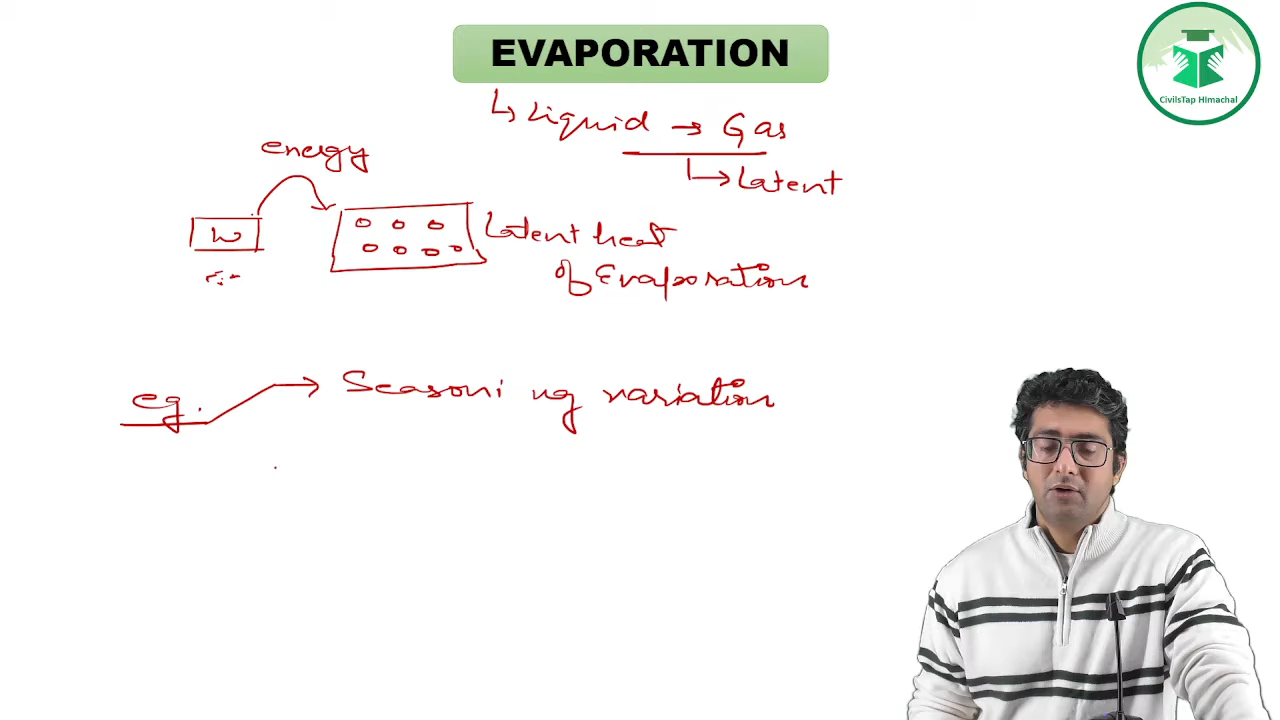 EVAPORATION
CivilsTap Himachal
↳ Liquid → Gas
↳ Latent
energy
W
Latent heat
of Evaporation
eg. → Seasoning variation